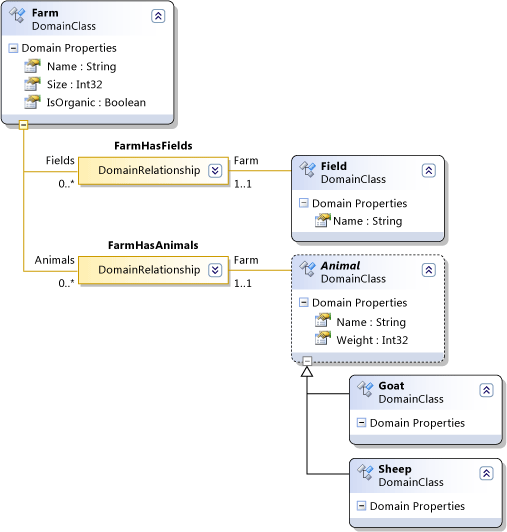 Farm
DomainClass
Domain Properties
Name : String
Size : Int32
IsOrganic : Boolean
FarmHasFields
Fields
DomainRelationship
Farm
0..*
1..1
Field
DomainClass
Domain Properties
Name : String
FarmHasAnimals
Animals
DomainRelationship
Farm
0..*
1..1
Animal
DomainClass
Domain Properties
Name : String
Weight : Int32
Goat
DomainClass
Domain Properties
Sheep
DomainClass
Domain Properties